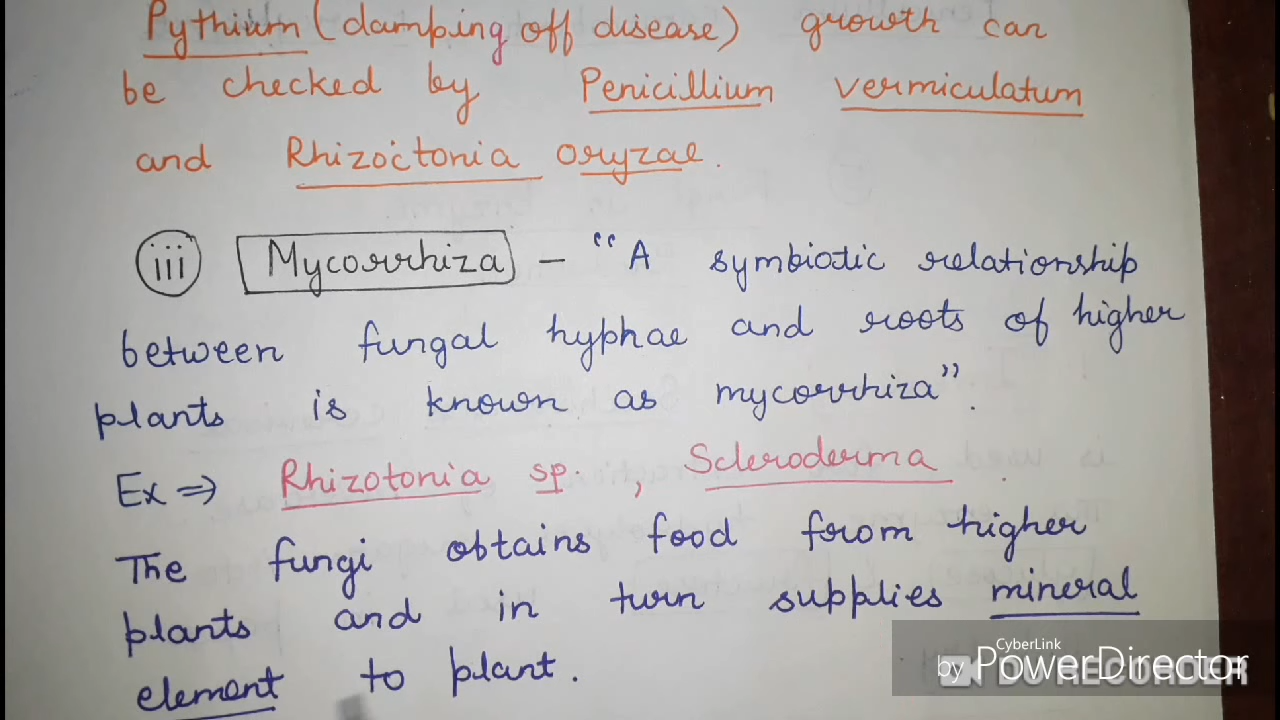 Pythium (damping off disease) growth can
be checked by Penicillium vermiculatum
and Rhizoctonia oryzae.
iii Mycorrhiza – "A symbiotic relationship
between fungal hyphae and roots of higher
plants is known as mycorrhiza".
Ex ⇒ Rhizotonia sp. , Scleroderma
The fungi obtains food from higher
plants and in turn supplies mineral
element to plant.
CyberLink
by PowerDirector
RECORDER